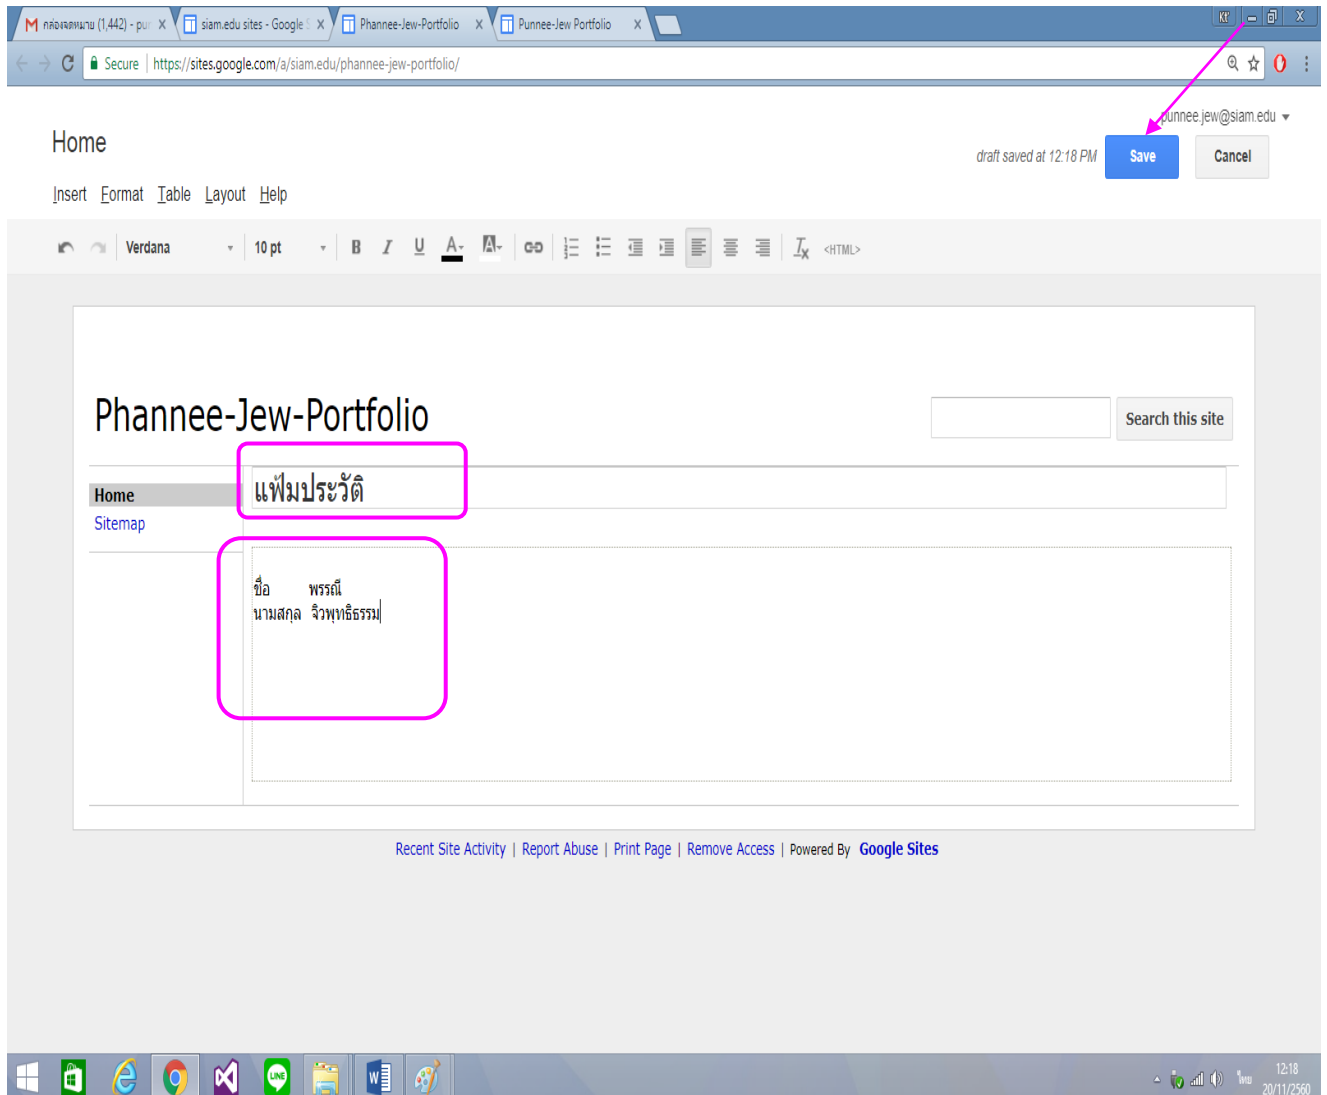 กล่องจดหมาย (1,442) - pun
siam.edu sites - Google S
Phannee-Jew-Portfolio
Punnee-Jew Portfolio
Secure | https://sites.google.com/a/siam.edu/phannee-jew-portfolio/
punnee.jew@siam.edu
Home
draft saved at 12:18 PM Save Cancel
Insert Format Table Layout Help
Verdana 10 pt B I U A A <HTML>
Phannee-Jew-Portfolio
Search this site
Home
แฟ้มประวัติ
Sitemap
ชื่อ พรรณี
นามสกุล จิวพุทธิธรรม
Recent Site Activity | Report Abuse | Print Page | Remove Access | Powered By Google Sites
LINE
ไทย
12:18
20/11/2560